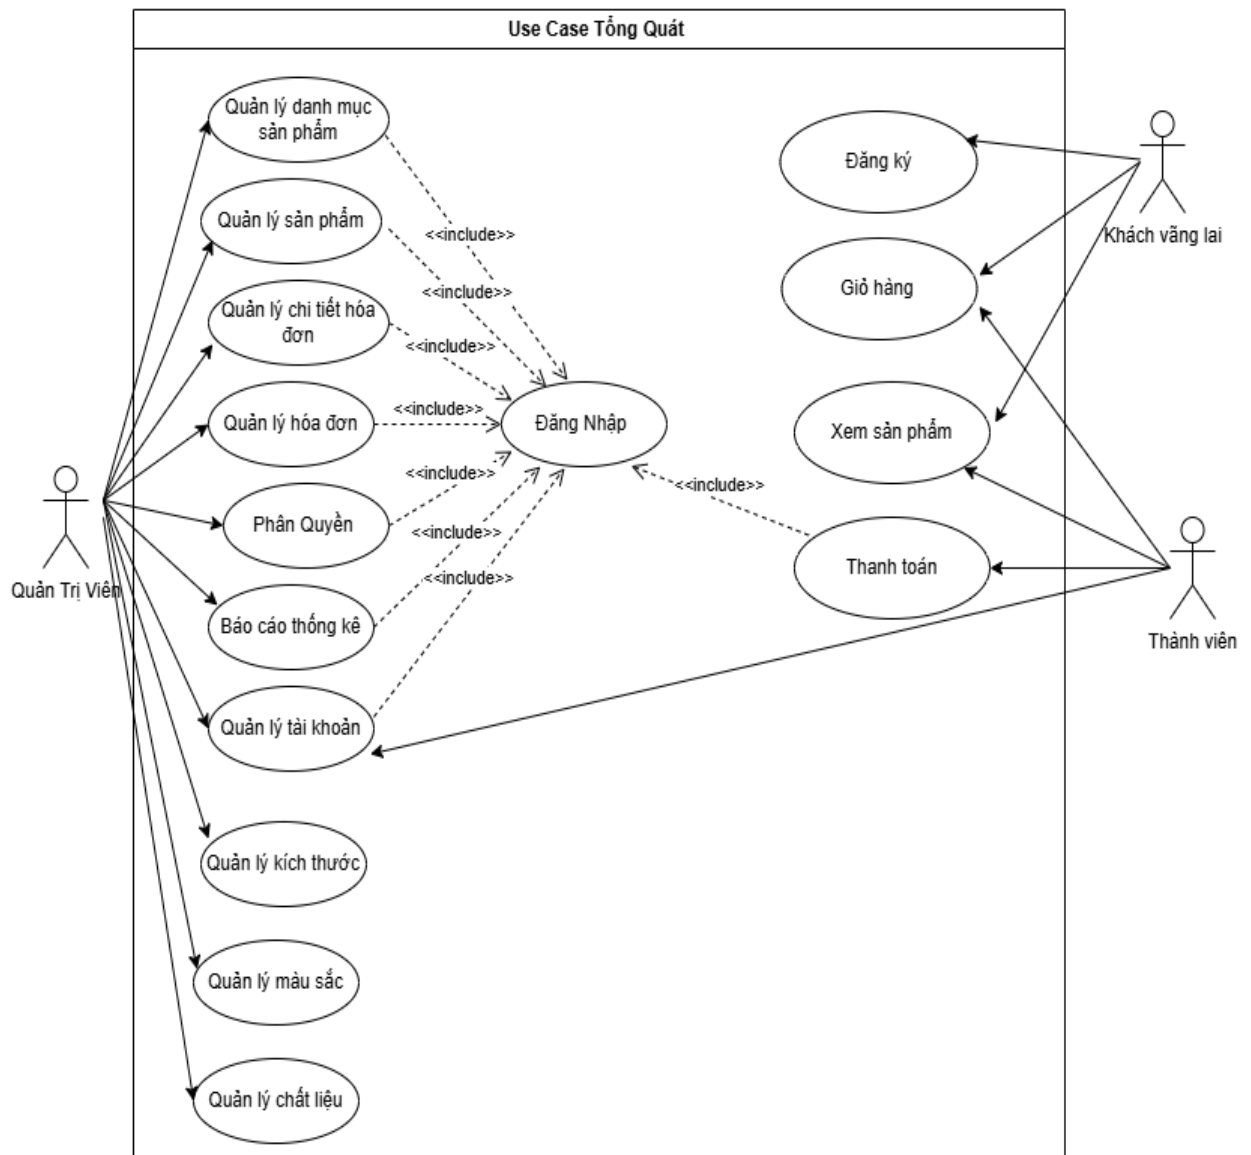 Use Case Tổng Quát
Quản lý danh mục
sản phẩm
Đăng ký
Khách vãng lai
Quản lý sản phẩm
<<include>>
<<include>>
Giỏ hàng
Quản lý chi tiết hóa
đơn
<<include>>
Quản lý hóa đơn
<<include>>
Đăng Nhập
Xem sản phẩm
<<include>>
<<include>>
Phân Quyền
<<include>>
Thanh toán
<<include>>
Quản Trị Viên
Báo cáo thống kê
Thành viên
Quản lý tài khoản
Quản lý kích thước
Quản lý màu sắc
Quản lý chất liệu